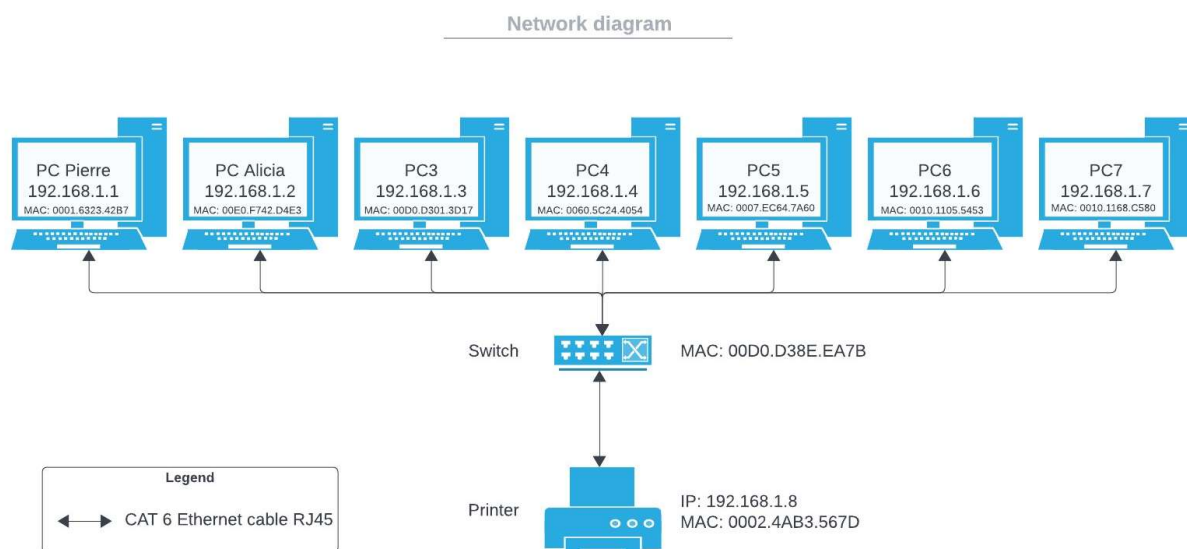 Network diagram
PC Pierre
192.168.1.1
MAC: 0001.6323.42B7
PC Alicia
192.168.1.2
MAC: 00E0.F742.D4E3
PC3
192.168.1.3
MAC: 00D0.D301.3D17
PC4
192.168.1.4
MAC: 0060.5C24.4054
PC5
192.168.1.5
MAC: 0007.EC64.7A60
PC6
192.168.1.6
MAC: 0010.1105.5453
PC7
192.168.1.7
MAC: 0010.1168.C580
Switch
MAC: 00D0.D38E.EA7B
Legend
CAT 6 Ethernet cable RJ45
Printer
IP: 192.168.1.8
MAC: 0002.4AB3.567D